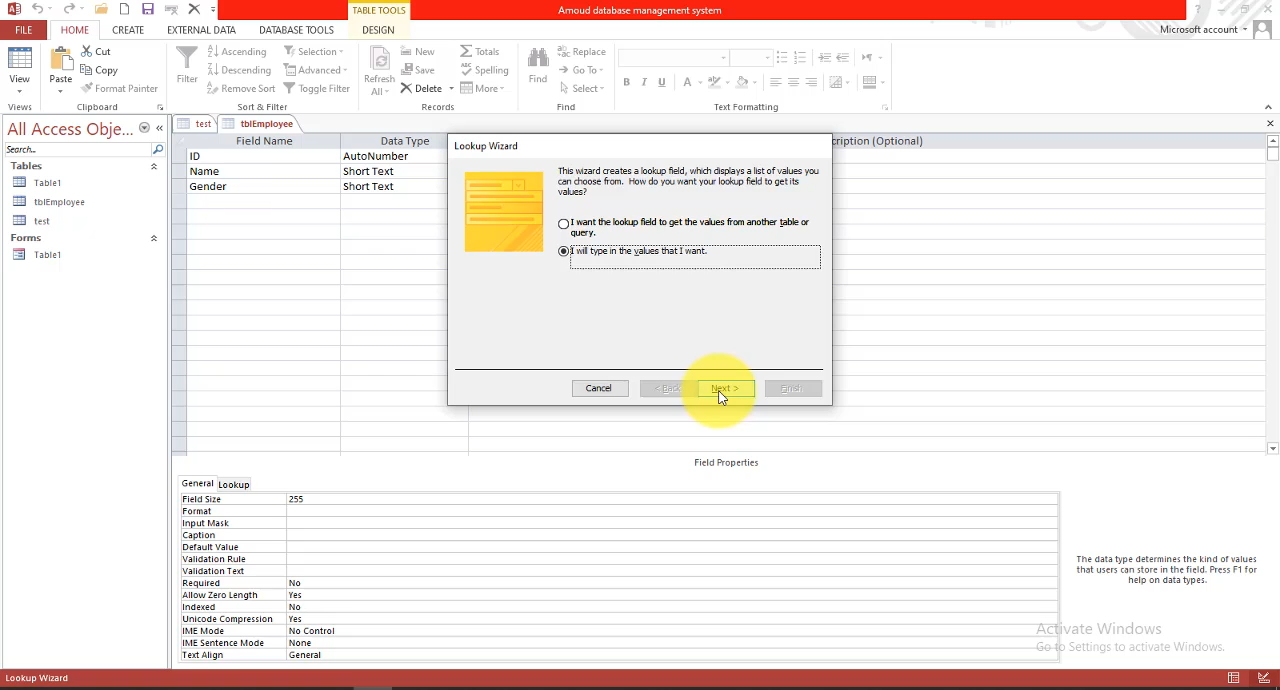 TABLE TOOLS
Amoud database management system
FILE
HOME
CREATE
EXTERNAL DATA
DATABASE TOOLS
DESIGN
Microsoft account
View
Views
Paste
Cut
Copy
Format Painter
Clipboard
Filter
Ascending
Descending
Remove Sort
Selection
Advanced
Toggle Filter
Sort & Filter
Refresh
All
New
Save
Delete
Totals
Spelling
More
Records
Find
Replace
Go To
Select
Find
B I U A
Text Formatting
All Access Obje...
Search...
Tables
Table1
tblEmployee
test
Forms
Table1
test
tblEmployee
Field Name
Data Type
cription (Optional)
ID
AutoNumber
Name
Short Text
Gender
Short Text
Lookup Wizard
This wizard creates a lookup field, which displays a list of values you
can choose from. How do you want your lookup field to get its
values?
I want the lookup field to get the values from another table or
query.
I will type in the values that I want.
Cancel
< Back
Next >
Finish
Field Properties
General
Lookup
Field Size
255
Format
Input Mask
Caption
Default Value
Validation Rule
Validation Text
Required
No
Allow Zero Length
Yes
Indexed
No
Unicode Compression
Yes
IME Mode
No Control
IME Sentence Mode
None
Text Align
General
The data type determines the kind of values
that users can store in the field. Press F1 for
help on data types.
Activate Windows
Go to Settings to activate Windows.
Lookup Wizard